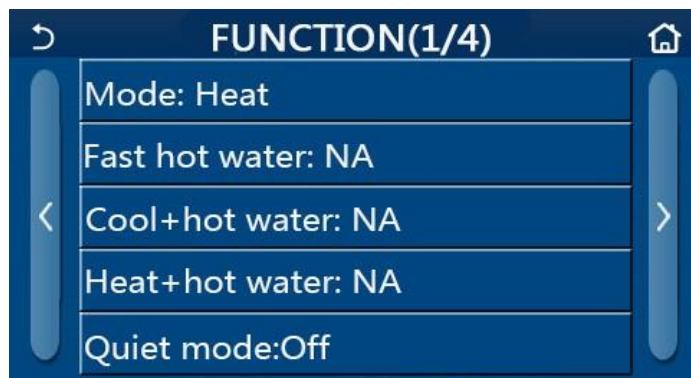 FUNCTION(1/4)
Mode: Heat
Fast hot water: NA
Cool+hot water: NA
Heat+hot water: NA
Quiet mode:Off